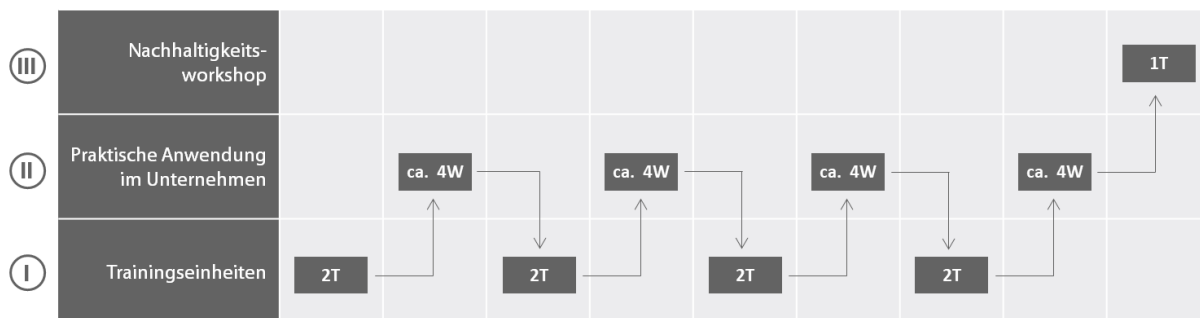 III
Nachhaltigkeits-
workshop
1T
II
Praktische Anwendung
im Unternehmen
ca. 4W
ca. 4W
ca. 4W
ca. 4W
I
Trainingseinheiten
2T
2T
2T
2T